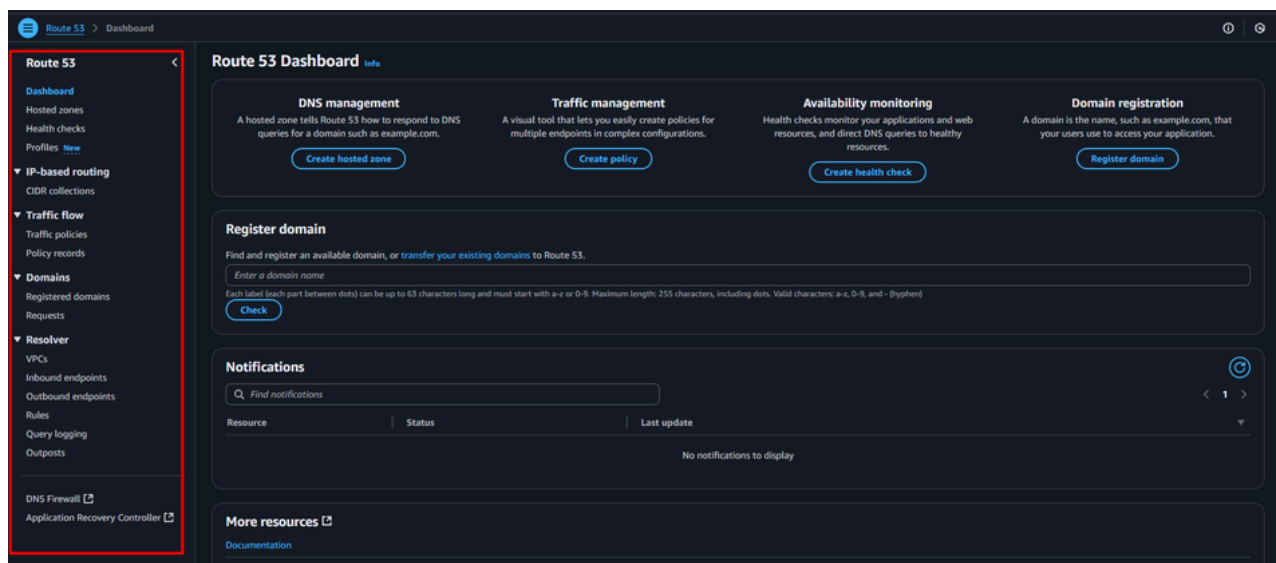 Route 53 > Dashboard
Route 53
Dashboard
Hosted zones
Health checks
Profiles New
IP-based routing
CIDR collections
Traffic flow
Traffic policies
Policy records
Domains
Registered domains
Requests
Resolver
VPCs
Inbound endpoints
Outbound endpoints
Rules
Query logging
Outposts
DNS Firewall
Application Recovery Controller
Route 53 Dashboard Info
DNS management
A hosted zone tells Route 53 how to respond to DNS
queries for a domain such as example.com.
Create hosted zone
Traffic management
A visual tool that lets you easily create policies for
multiple endpoints in complex configurations.
Create policy
Availability monitoring
Health checks monitor your applications and web
resources, and direct DNS queries to healthy
resources.
Create health check
Domain registration
A domain is the name, such as example.com, that
your users use to access your application.
Register domain
Register domain
Find and register an available domain, or transfer your existing domains to Route 53.
Enter a domain name
Each label (each part between dots) can be up to 63 characters long and must start with a-z or 0-9. Maximum length: 255 characters, including dots. Valid characters: a-z, 0-9, and - (hyphen)
Check
Notifications
Find notifications
1
Resource Status Last update
No notifications to display
More resources
Documentation